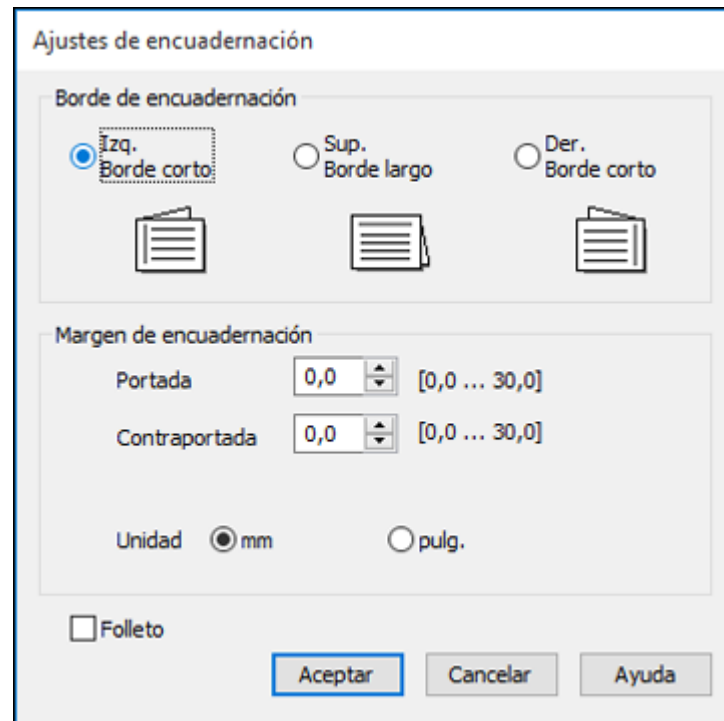 Ajustes de encuadernación
Borde de encuadernación
Izq.
Borde corto
Sup.
Borde largo
Der.
Borde corto
Margen de encuadernación
Portada 0,0 [0,0 ... 30,0]
Contraportada 0,0 [0,0 ... 30,0]
Unidad mm pulg.
Folleto
Aceptar Cancelar Ayuda